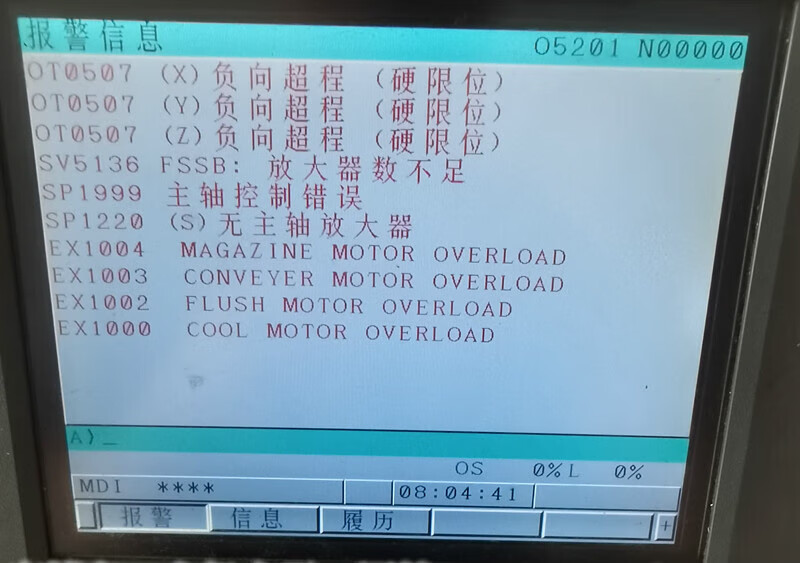 报警信息 O5201 N00000
OT0507 (X)负向超程 (硬限位)
OT0507 (Y)负向超程 (硬限位)
OT0507 (Z)负向超程 (硬限位)
SV5136 FSSB: 放大器数不足
SP1999 主轴控制错误
SP1220 (S)无主轴放大器
EX1004 MAGAZINE MOTOR OVERLOAD
EX1003 CONVEYER MOTOR OVERLOAD
EX1002 FLUSH MOTOR OVERLOAD
EX1000 COOL MOTOR OVERLOAD
A)_
OS 0% L 0%
MDI ****
08:04:41
报警 信息 履历 +